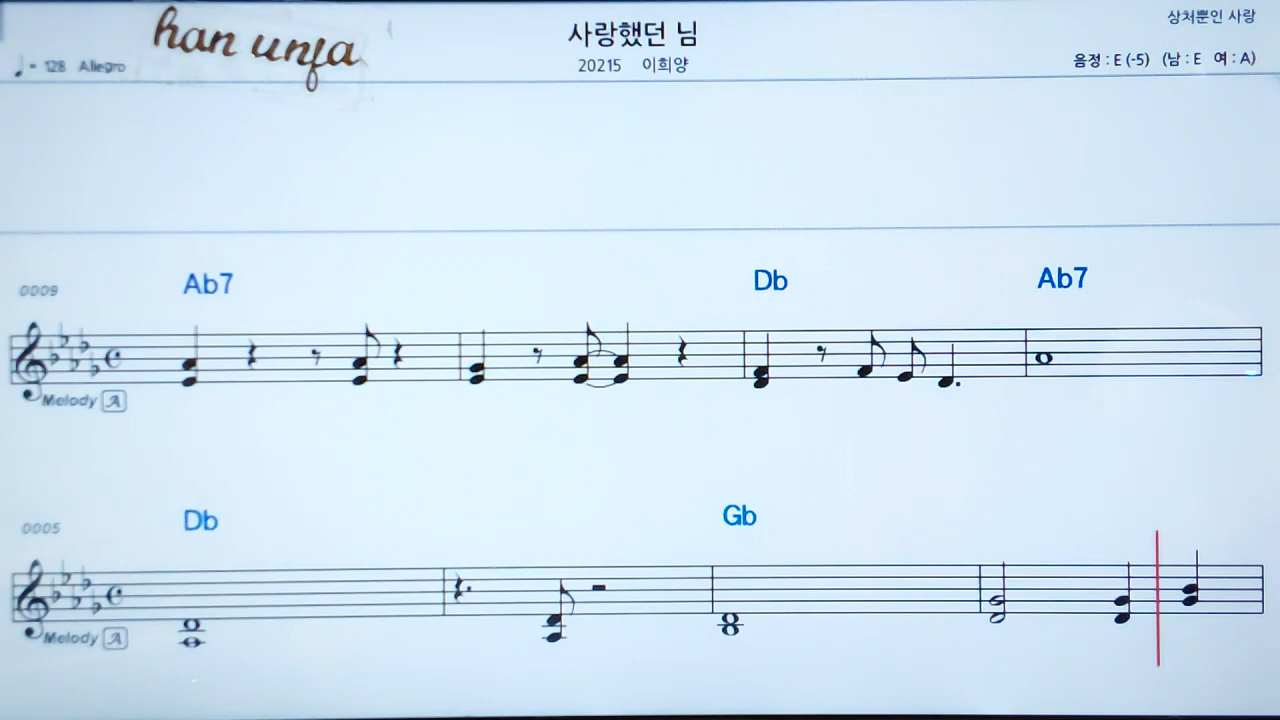 han unfa
사랑했던 님
상처뿐인 사랑
♩= 128 Allegro
20215 이희양
음정 : E (-5) (남 : E 여 : A)
0009
Ab7 Db Ab7
Melody A
0005
Db Gb
Melody A